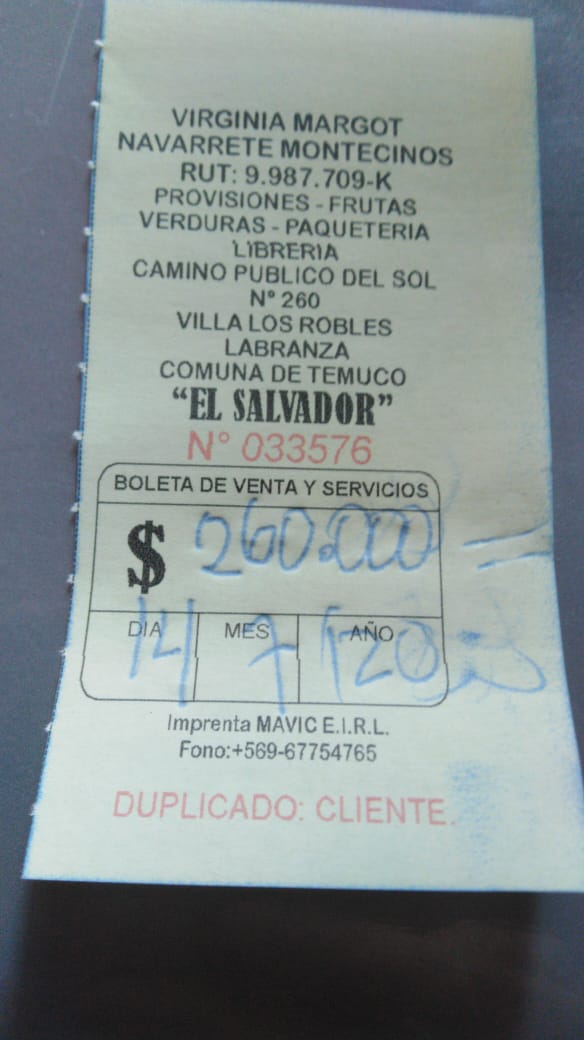 VIRGINIA MARGOT
NAVARRETE MONTECINOS
RUT: 9.987.709-K
PROVISIONES - FRUTAS
VERDURAS - PAQUETERIA
LIBRERIA
CAMINO PUBLICO DEL SOL
N° 260
VILLA LOS ROBLES
LABRANZA
COMUNA DE TEMUCO
"EL SALVADOR"
N° 033576
BOLETA DE VENTA Y SERVICIOS
$ 260.000
DIA MES AÑO
14 7
Imprenta MAVIC E.I.R.L.
Fono:+569-67754765
DUPLICADO: CLIENTE.